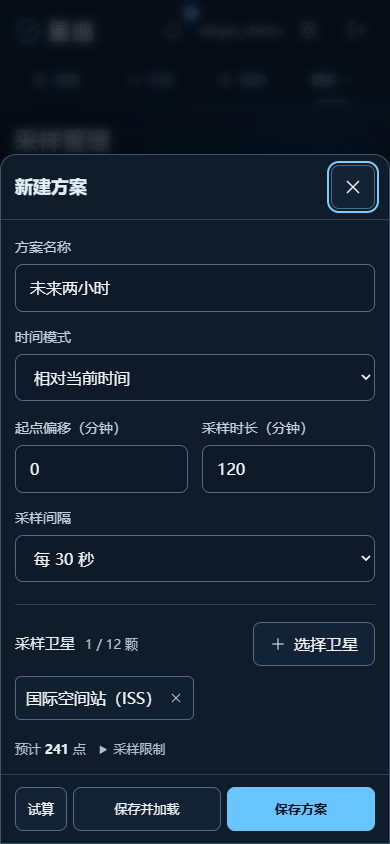 采样管理
新建方案
方案名称
未来两小时
时间模式
相对当前时间
起点偏移（分钟） 采样时长（分钟）
0 120
采样间隔
每 30 秒
采样卫星 1 / 12 颗 选择卫星
国际空间站（ISS）
预计 241 点 采样限制
试算 保存并加载 保存方案